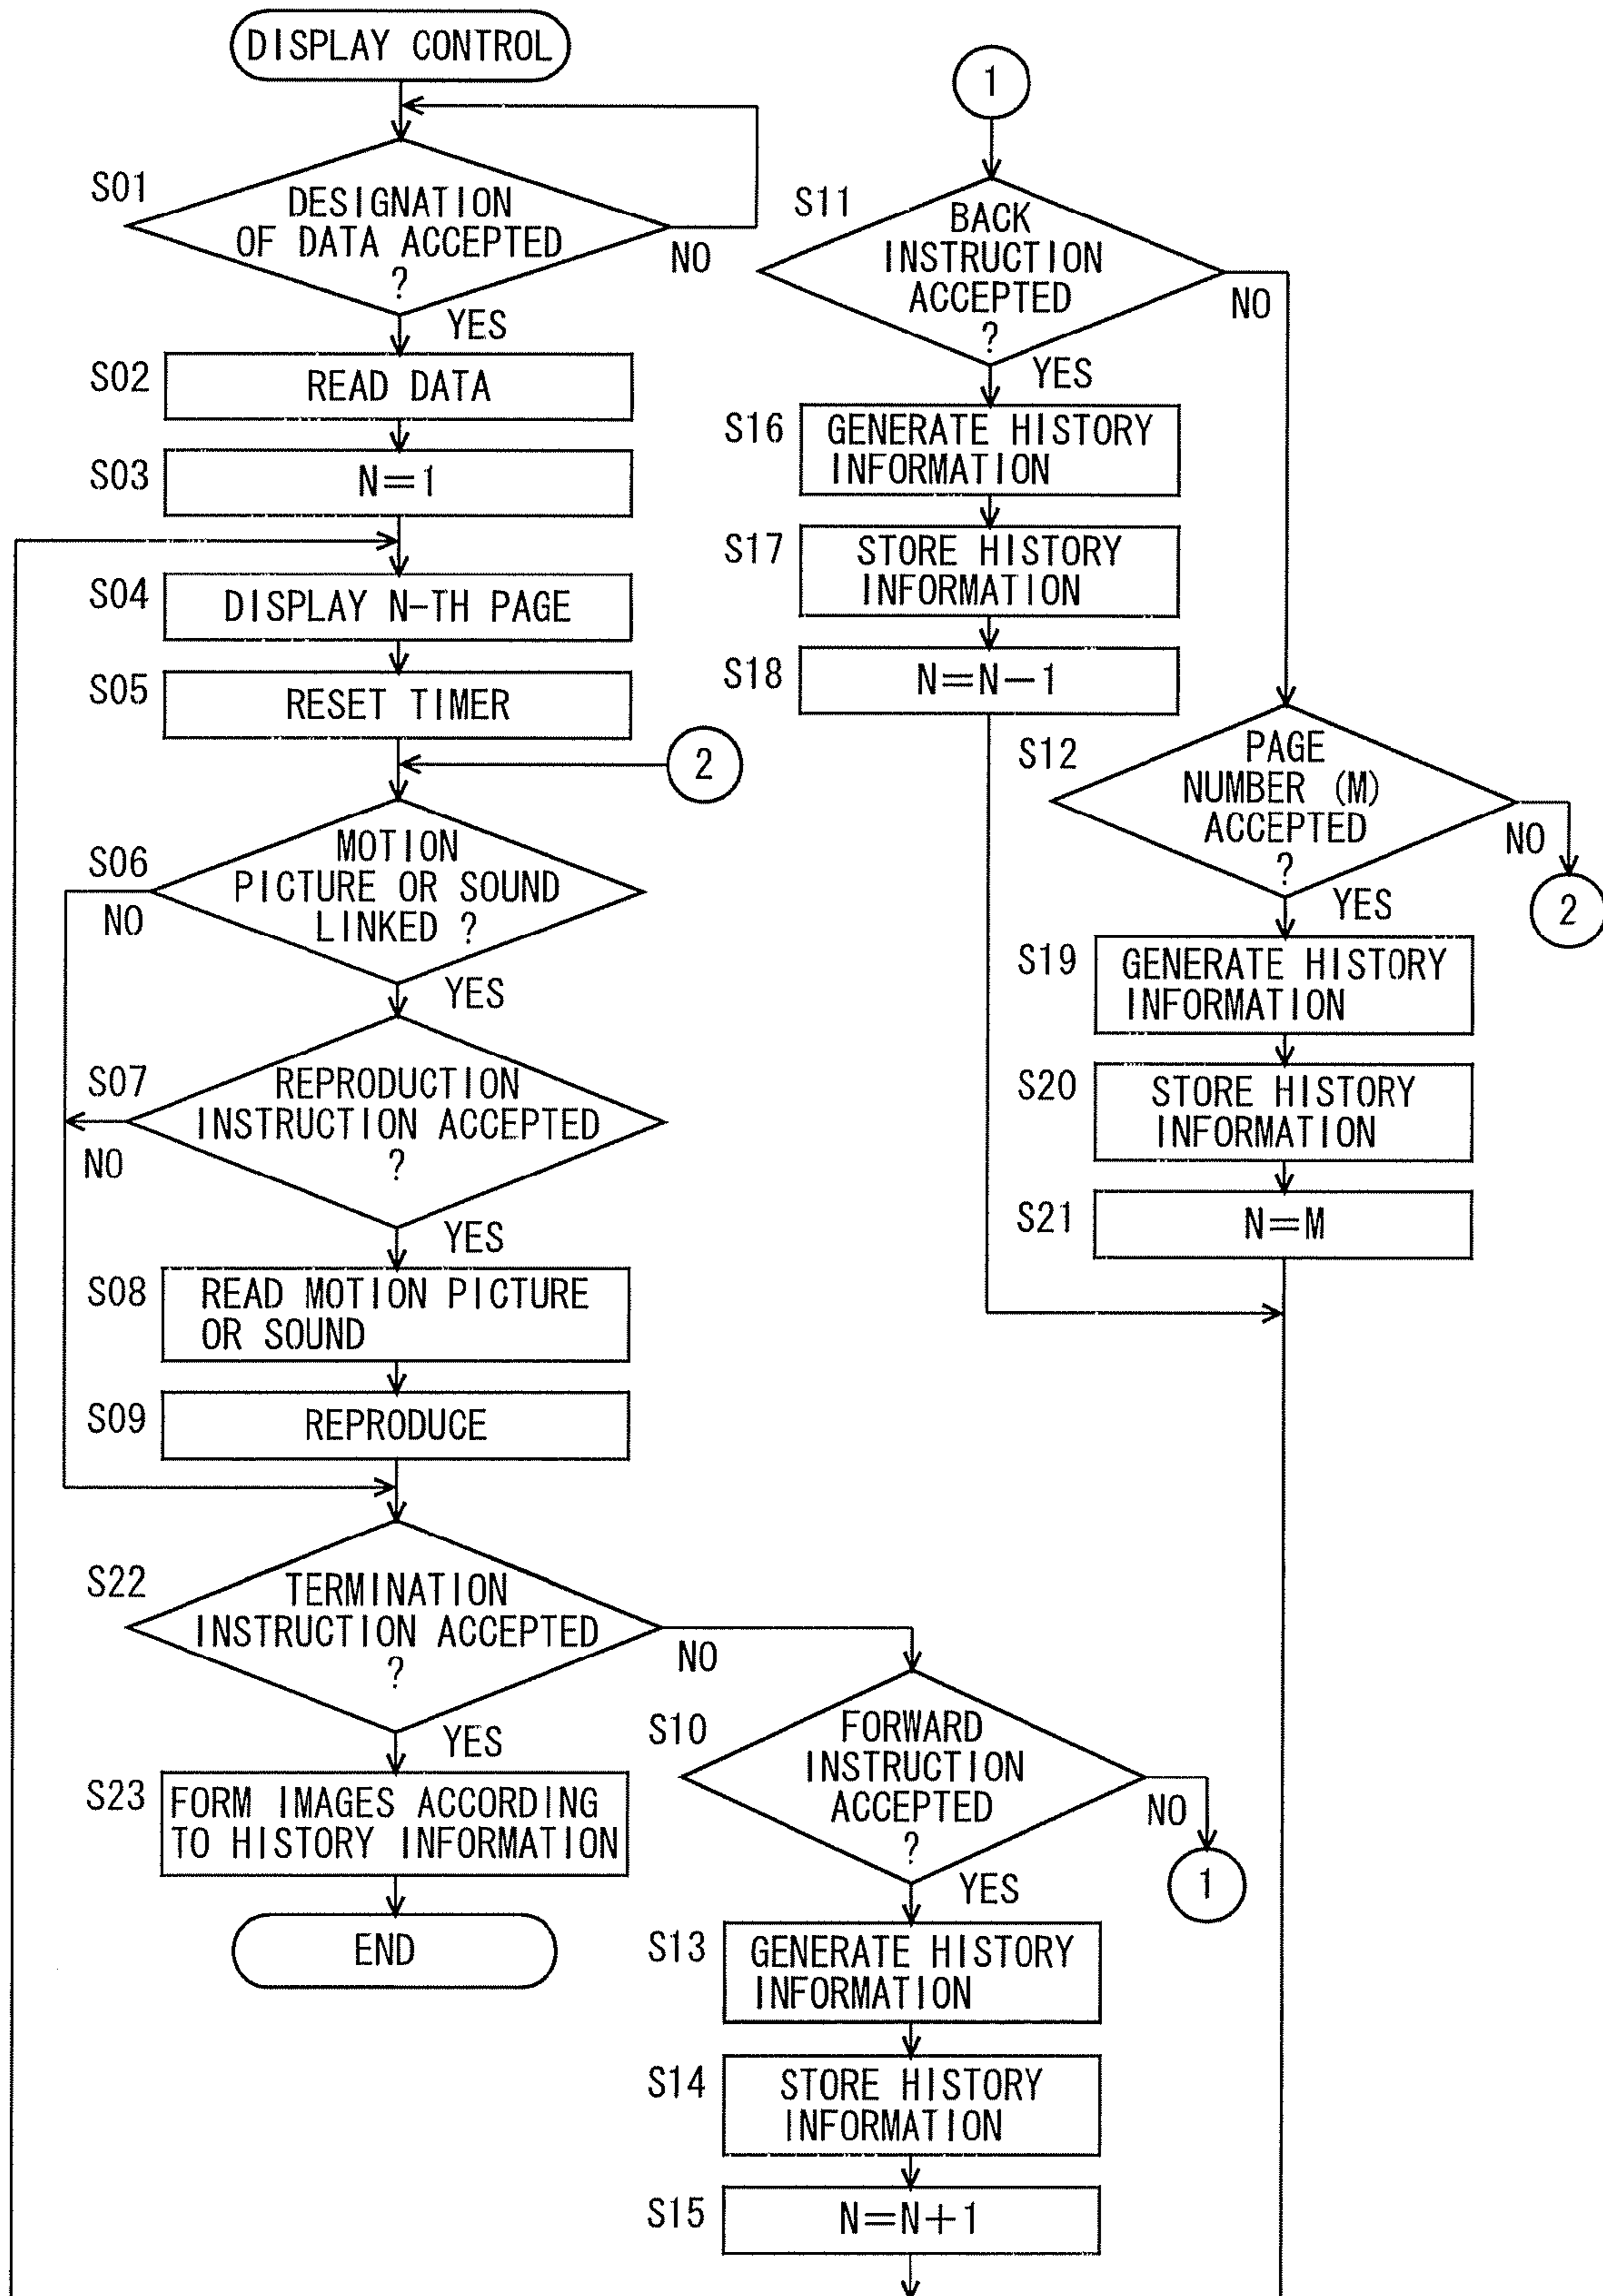 DISPLAY CONTROL
S01
DESIGNATION
OF DATA ACCEPTED
?
NO
YES
S02
READ DATA
S03
N=1
S04
DISPLAY N-TH PAGE
S05
RESET TIMER
2
S06
MOTION
PICTURE OR SOUND
LINKED ?
NO
YES
S07
REPRODUCTION
INSTRUCTION ACCEPTED
?
NO
YES
S08
READ MOTION PICTURE
OR SOUND
S09
REPRODUCE
S22
TERMINATION
INSTRUCTION ACCEPTED
?
NO
YES
S23
FORM IMAGES ACCORDING
TO HISTORY INFORMATION
END
S10
FORWARD
INSTRUCTION
ACCEPTED
?
NO
1
YES
S13
GENERATE HISTORY
INFORMATION
S14
STORE HISTORY
INFORMATION
S15
N=N+1
1
S11
BACK
INSTRUCTION
ACCEPTED
?
NO
YES
S16
GENERATE HISTORY
INFORMATION
S17
STORE HISTORY
INFORMATION
S18
N=N-1
S12
PAGE
NUMBER (M)
ACCEPTED
?
NO
2
YES
S19
GENERATE HISTORY
INFORMATION
S20
STORE HISTORY
INFORMATION
S21
N=M